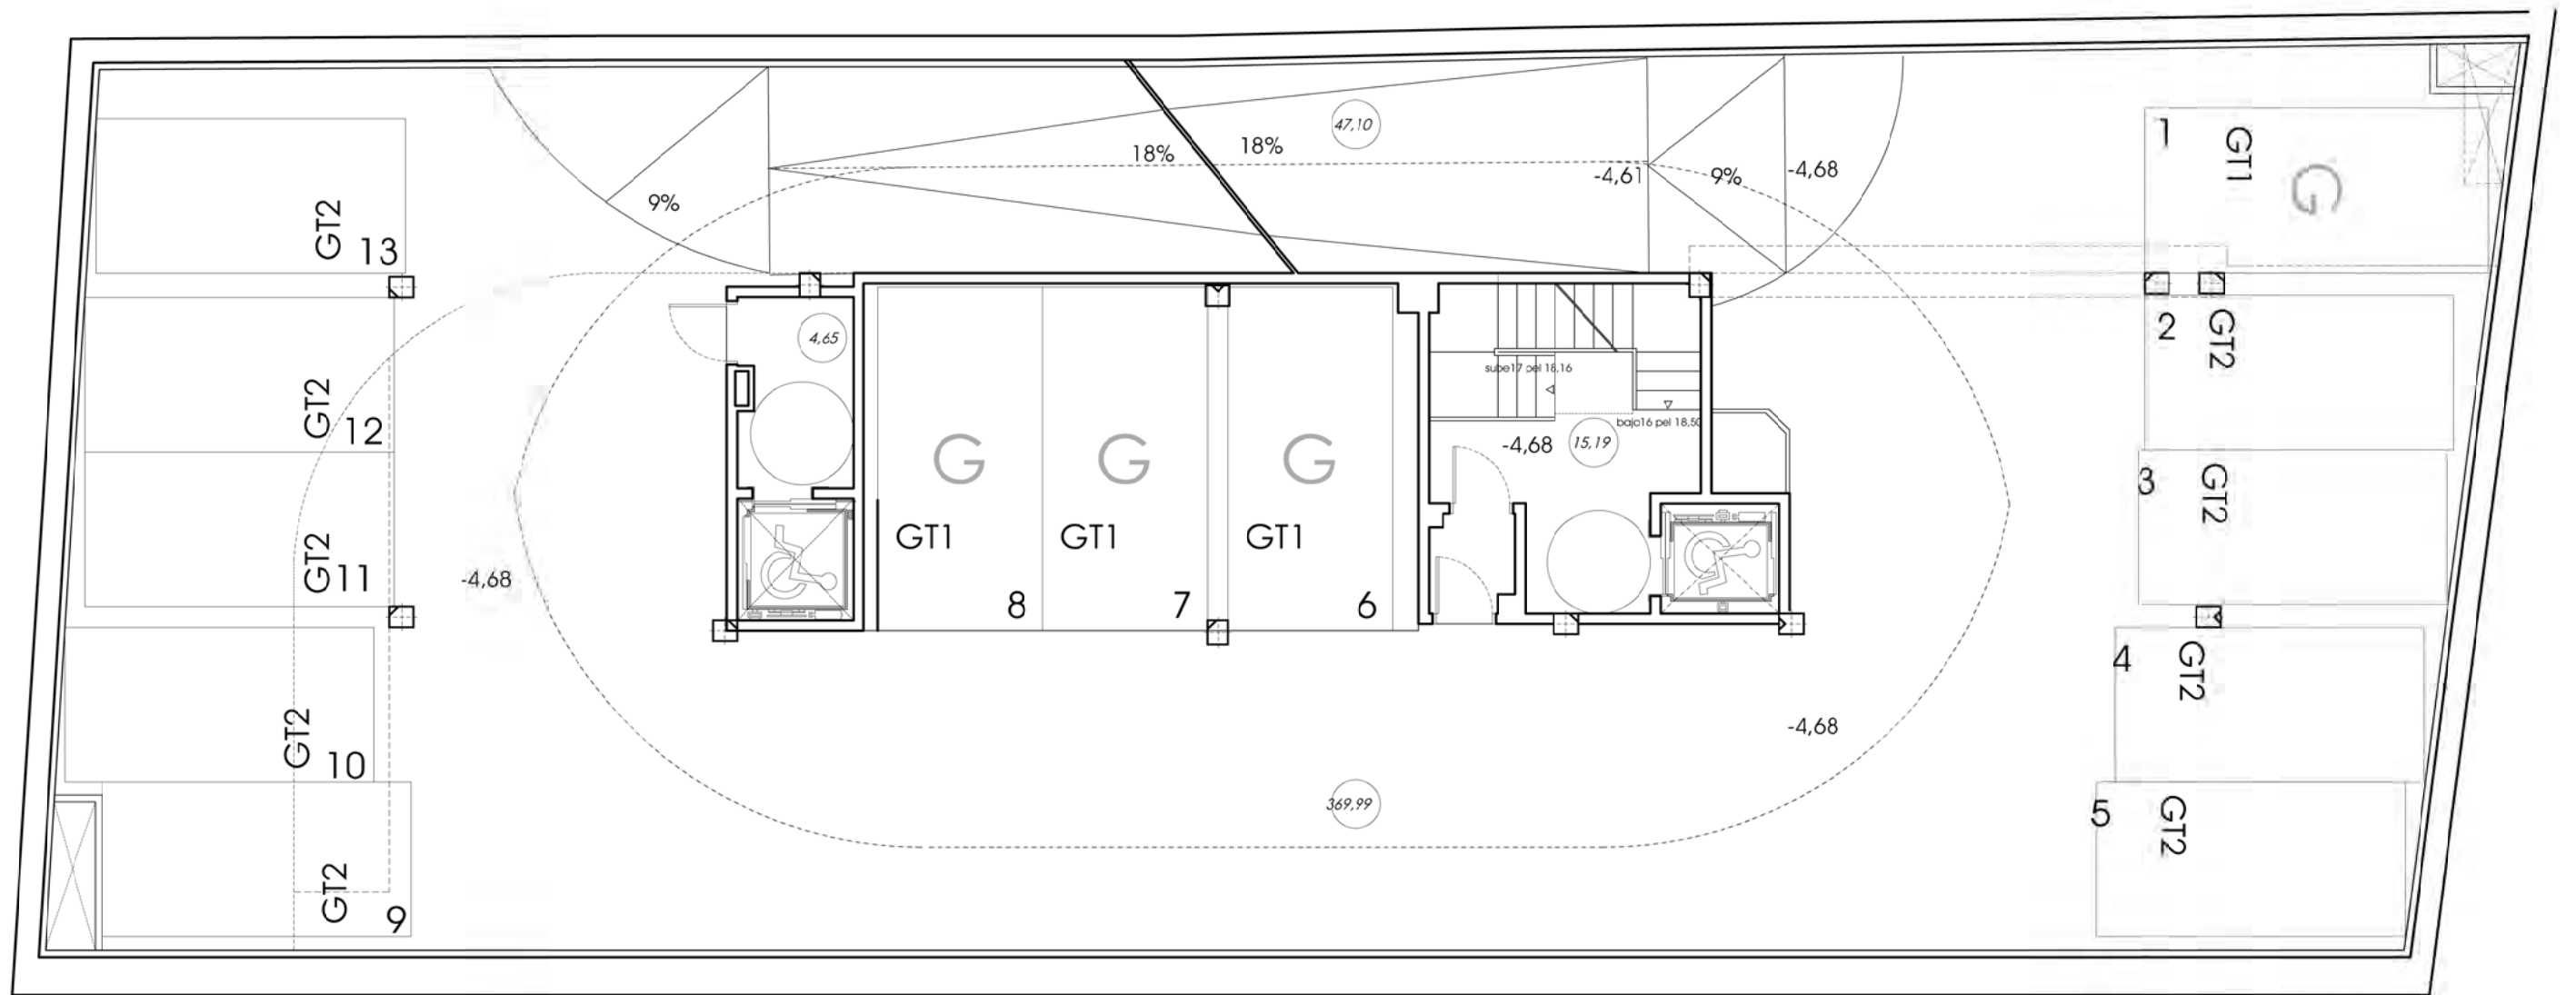 47,10
18%
18%
9%
-4,61
9%
-4,68
1
GT1
G
GT2
13
4,65
2
GT2
sube17 pel 18,16
bajo16 pel 18,50
GT2
12
G
G
G
-4,68
15,19
3
GT2
GT1
GT1
GT1
GT2
11
-4,68
8
7
6
4
GT2
GT2
10
-4,68
369,99
5
GT2
GT2
9